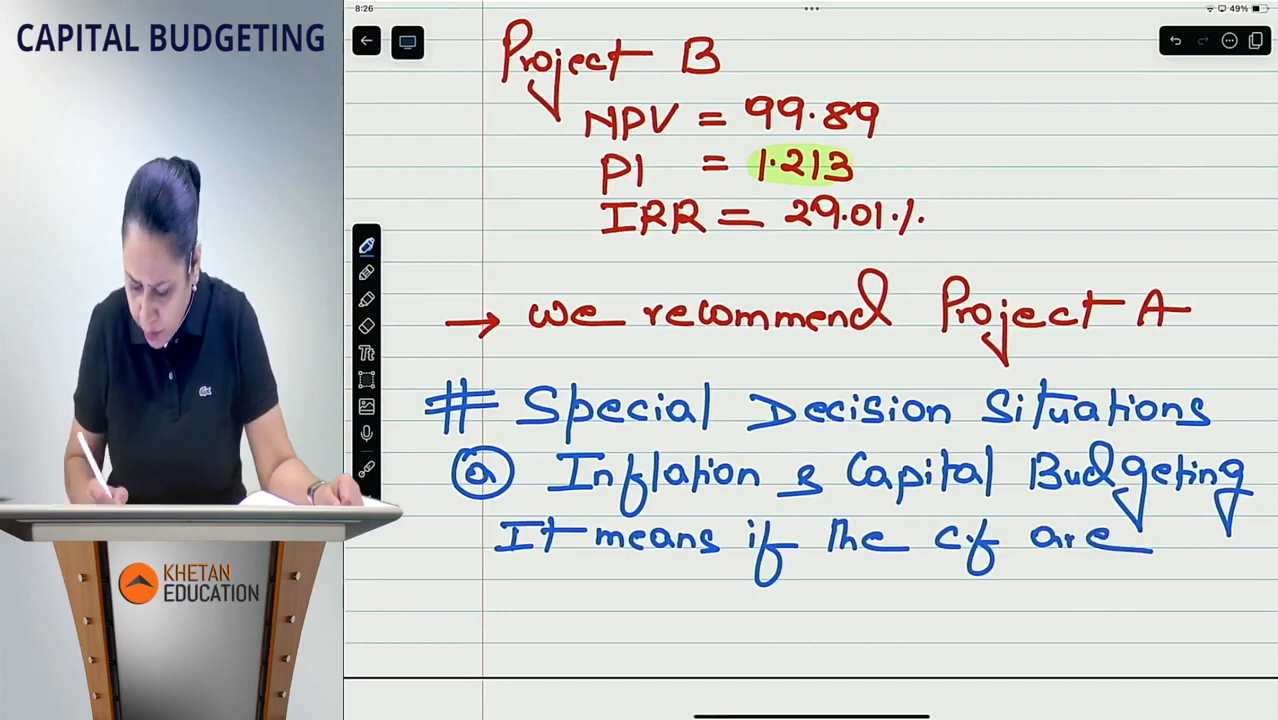 CAPITAL BUDGETING
8:26
49%
Project B
NPV = 99.89
PI = 1.213
IRR = 29.01%
→ we recommend Project A
# Special Decision Situations
(a) Inflation & Capital Budgeting
It means if the c.f are
Tt
KHETAN
EDUCATION